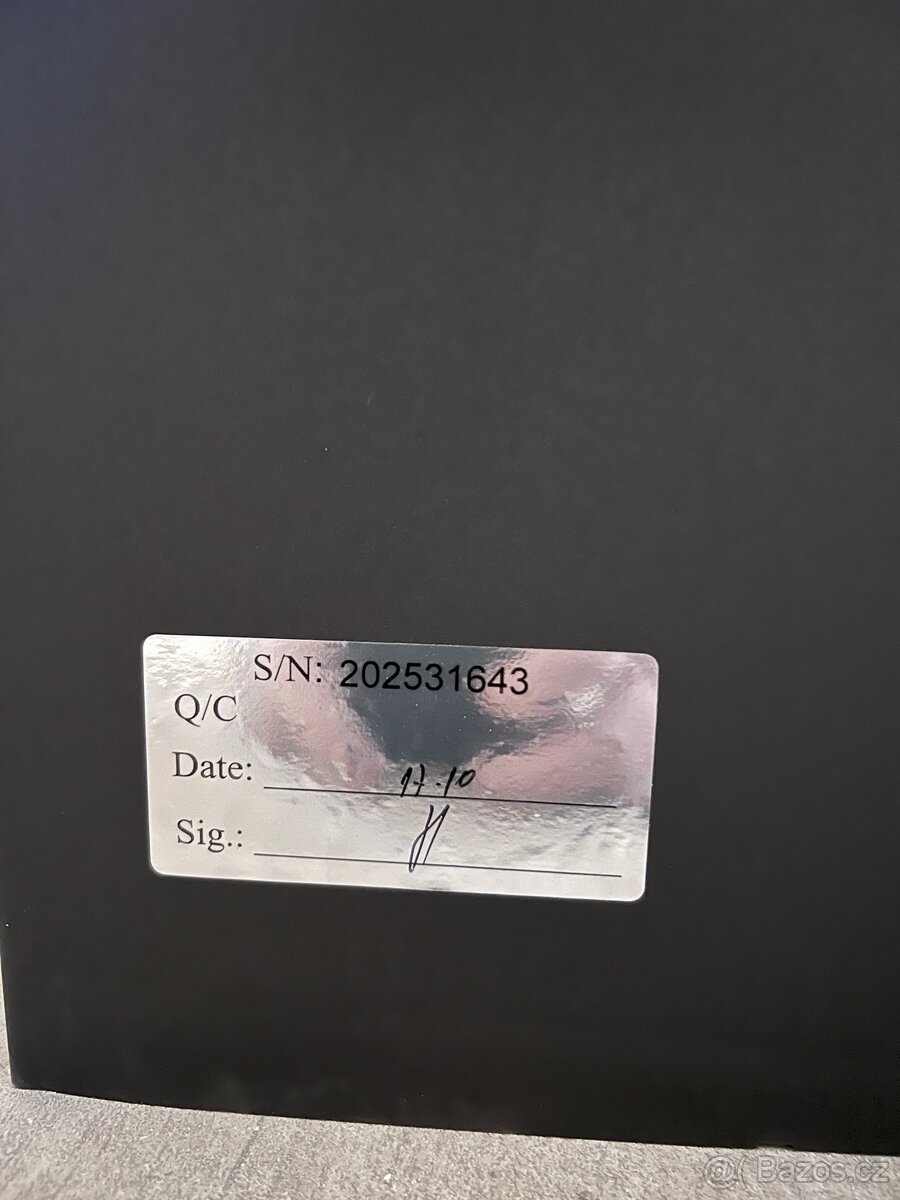 S/N: 202531643
Q/C
Date: 17.10
Sig.:
@( Bazos.cz